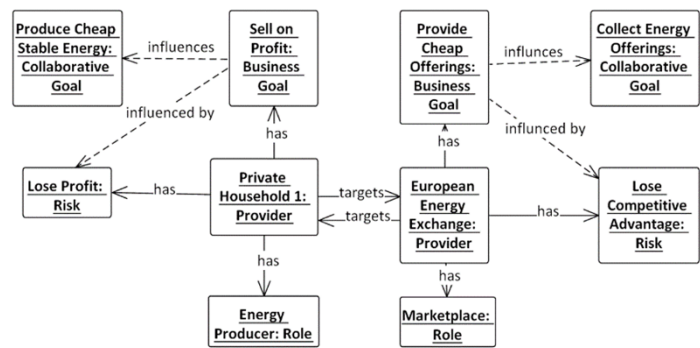 Produce Cheap
Stable Energy:
Collaborative
Goal
influences
Sell on
Profit:
Business
Goal
Provide
Cheap
Offerings:
Business
Goal
influnces
Collect Energy
Offerings:
Collaborative
Goal
influenced by
has
has
influnced by
Lose Profit:
Risk
has
Private
Household 1:
Provider
targets
targets
European
Energy
Exchange:
Provider
has
Lose
Competitive
Advantage:
Risk
has
has
Energy
Producer: Role
Marketplace:
Role